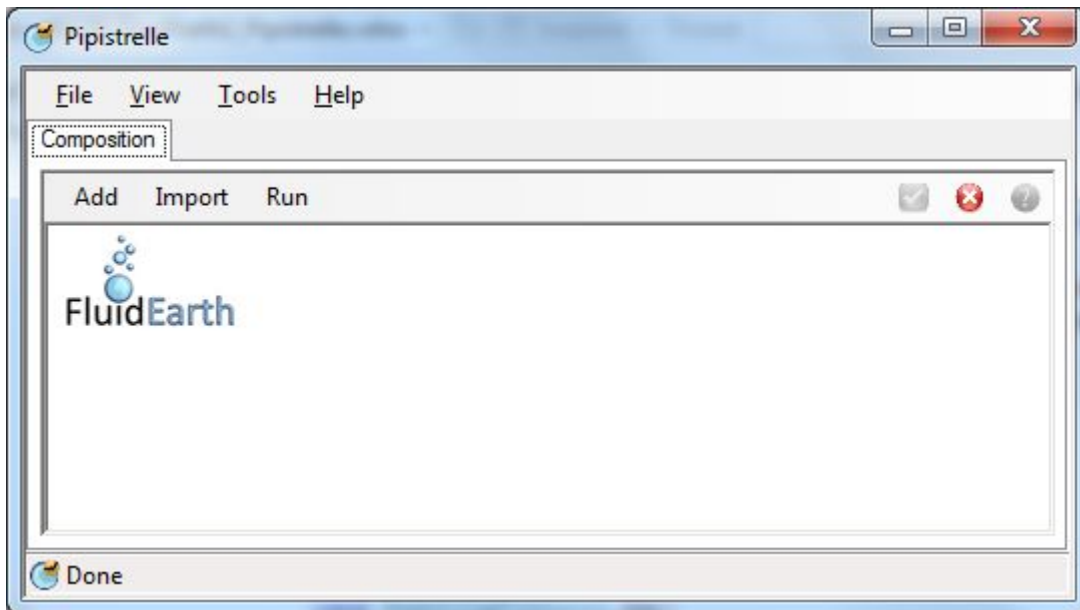 Pipistrelle
File View Tools Help
Composition
Add Import Run
FluidEarth
Done